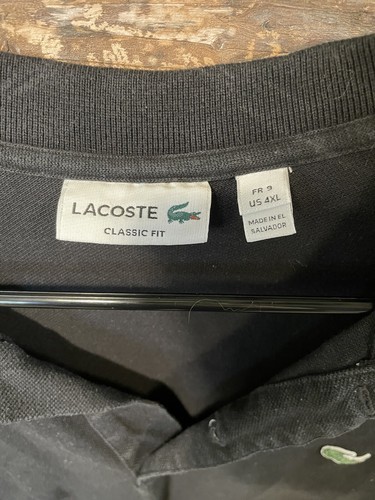 LACOSTE
CLASSIC FIT
FR 9
US 4XL
MADE IN EL
SALVADOR